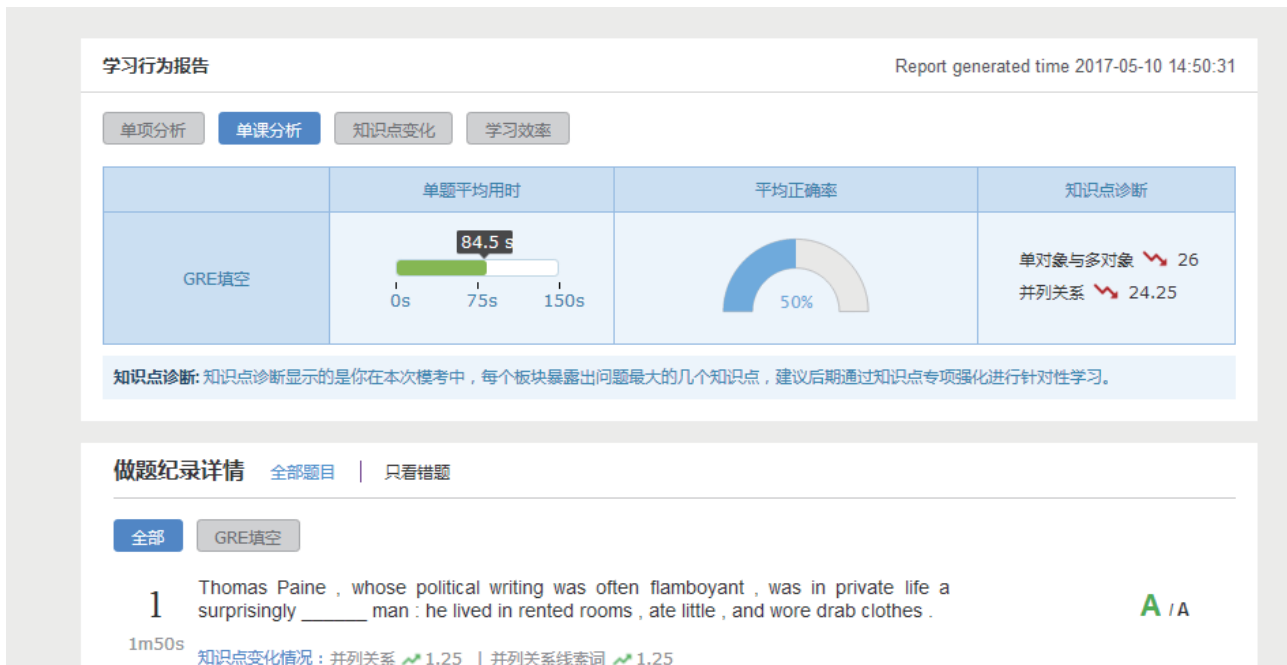 学习行为报告 Report generated time 2017-05-10 14:50:31
单项分析 单课分析 知识点变化 学习效率
单题平均用时 平均正确率 知识点诊断
GRE填空
84.5 s
0s 75s 150s
50%
单对象与多对象 26
并列关系 24.25
知识点诊断: 知识点诊断显示的是你在本次模考中，每个板块暴露出问题最大的几个知识点，建议后期通过知识点专项强化进行针对性学习。
做题纪录详情 全部题目 | 只看错题
全部 GRE填空
1 Thomas Paine , whose political writing was often flamboyant , was in private life a
surprisingly ______ man : he lived in rented rooms , ate little , and wore drab clothes .
A / A
1m50s
知识点变化情况：并列关系 1.25 | 并列关系线索词 1.25